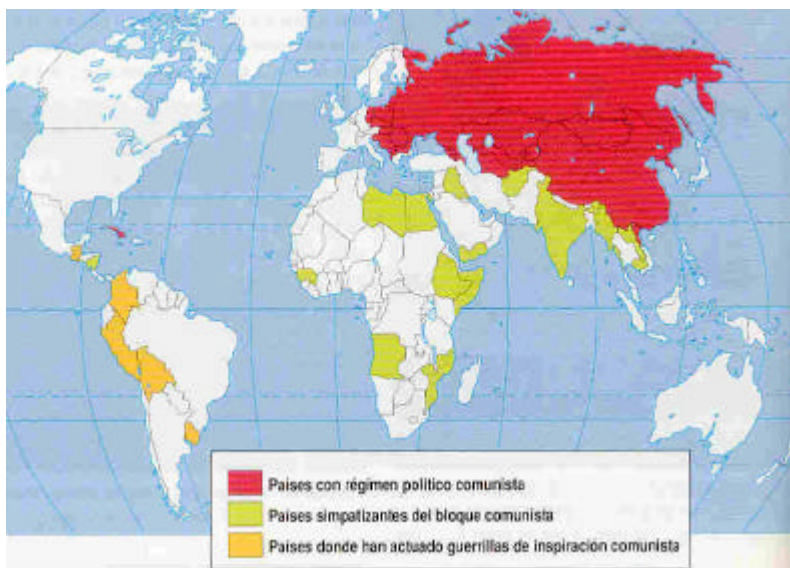 Países con régimen político comunista
Países simpatizantes del bloque comunista
Países donde han actuado guerrillas de inspiración comunista